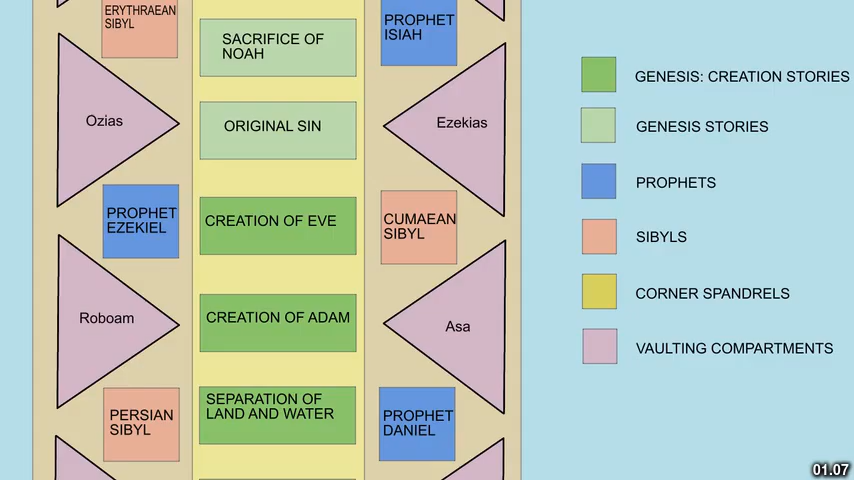 ERYTHRAEAN
SIBYL
SACRIFICE OF
NOAH
PROPHET
ISIAH
Ozias
ORIGINAL SIN
Ezekias
PROPHET
EZEKIEL
CREATION OF EVE
CUMAEAN
SIBYL
Roboam
CREATION OF ADAM
Asa
PERSIAN
SIBYL
SEPARATION OF
LAND AND WATER
PROPHET
DANIEL
GENESIS: CREATION STORIES
GENESIS STORIES
PROPHETS
SIBYLS
CORNER SPANDRELS
VAULTING COMPARTMENTS
01.07